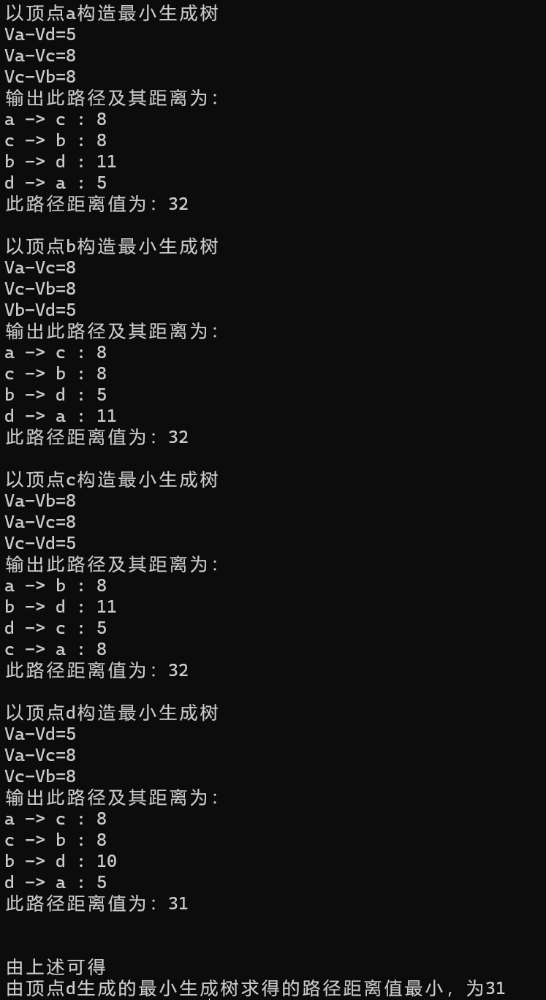 以顶点a构造最小生成树
Va-Vd=5
Va-Vc=8
Vc-Vb=8
输出此路径及其距离为：
a -> c : 8
c -> b : 8
b -> d : 11
d -> a : 5
此路径距离值为：32
以顶点b构造最小生成树
Va-Vc=8
Vc-Vb=8
Vb-Vd=5
输出此路径及其距离为：
a -> c : 8
c -> b : 8
b -> d : 5
d -> a : 11
此路径距离值为：32
以顶点c构造最小生成树
Va-Vb=8
Va-Vc=8
Vc-Vd=5
输出此路径及其距离为：
a -> b : 8
b -> d : 11
d -> c : 5
c -> a : 8
此路径距离值为：32
以顶点d构造最小生成树
Va-Vd=5
Va-Vc=8
Vc-Vb=8
输出此路径及其距离为：
a -> c : 8
c -> b : 8
b -> d : 10
d -> a : 5
此路径距离值为：31
由上述可得
由顶点d生成的最小生成树求得的路径距离值最小，为31